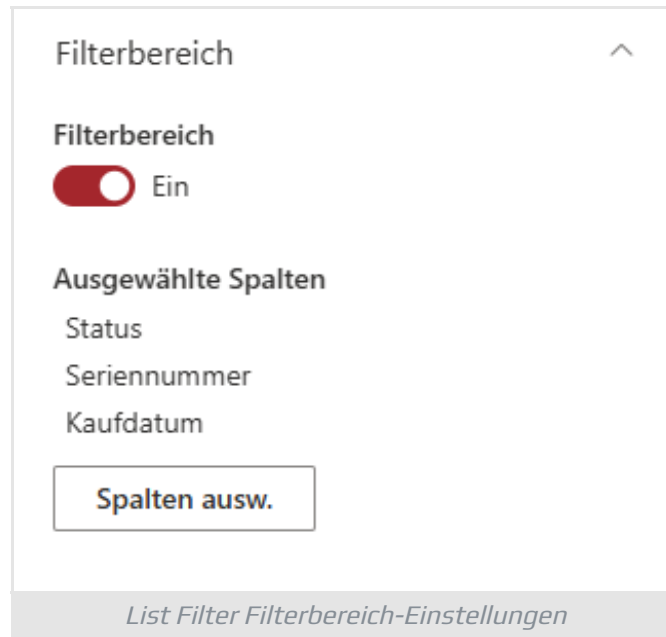 Filterbereich
Filterbereich
Ein
Ausgewählte Spalten
Status
Seriennummer
Kaufdatum
Spalten ausw.
List Filter Filterbereich-Einstellungen